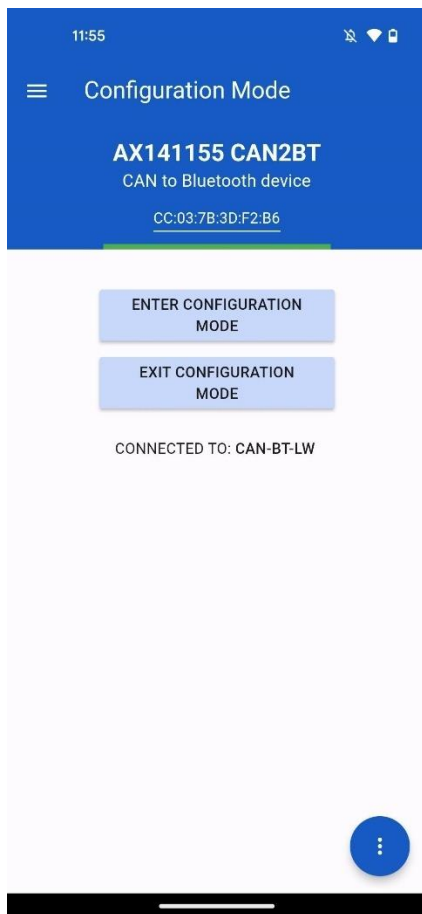 11:55
Configuration Mode
AX141155 CAN2BT
CAN to Bluetooth device
CC:03:7B:3D:F2:B6
ENTER CONFIGURATION
MODE
EXIT CONFIGURATION
MODE
CONNECTED TO: CAN-BT-LW